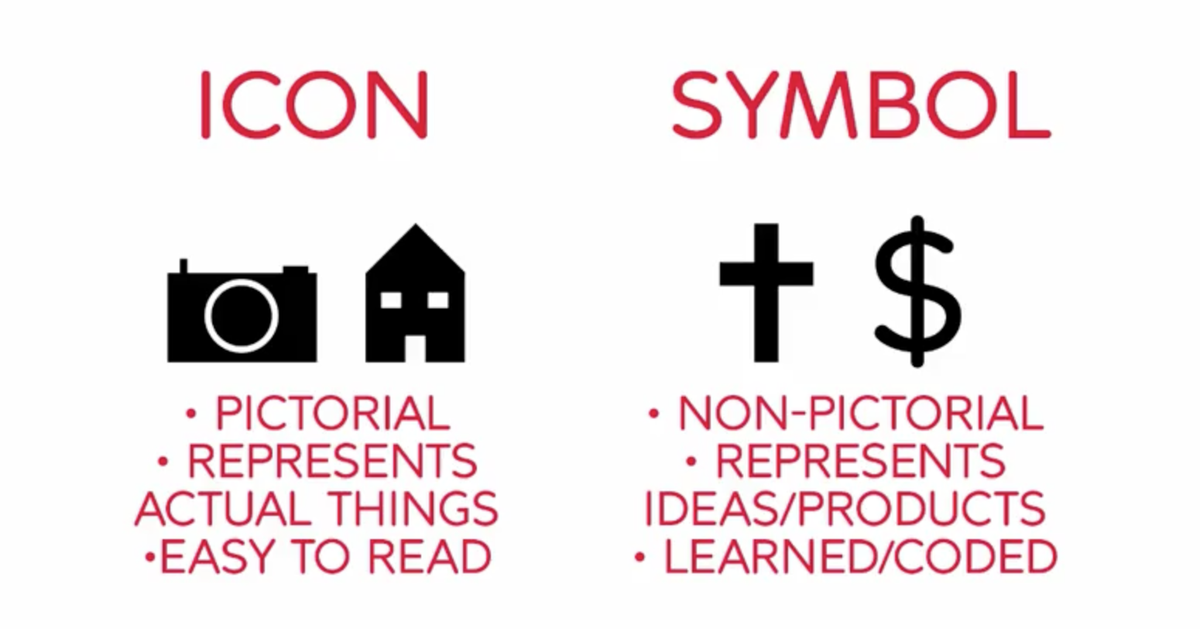 ICON
• PICTORIAL
• REPRESENTS
ACTUAL THINGS
•EASY TO READ
SYMBOL
$
• NON-PICTORIAL
• REPRESENTS
IDEAS/PRODUCTS
• LEARNED/CODED